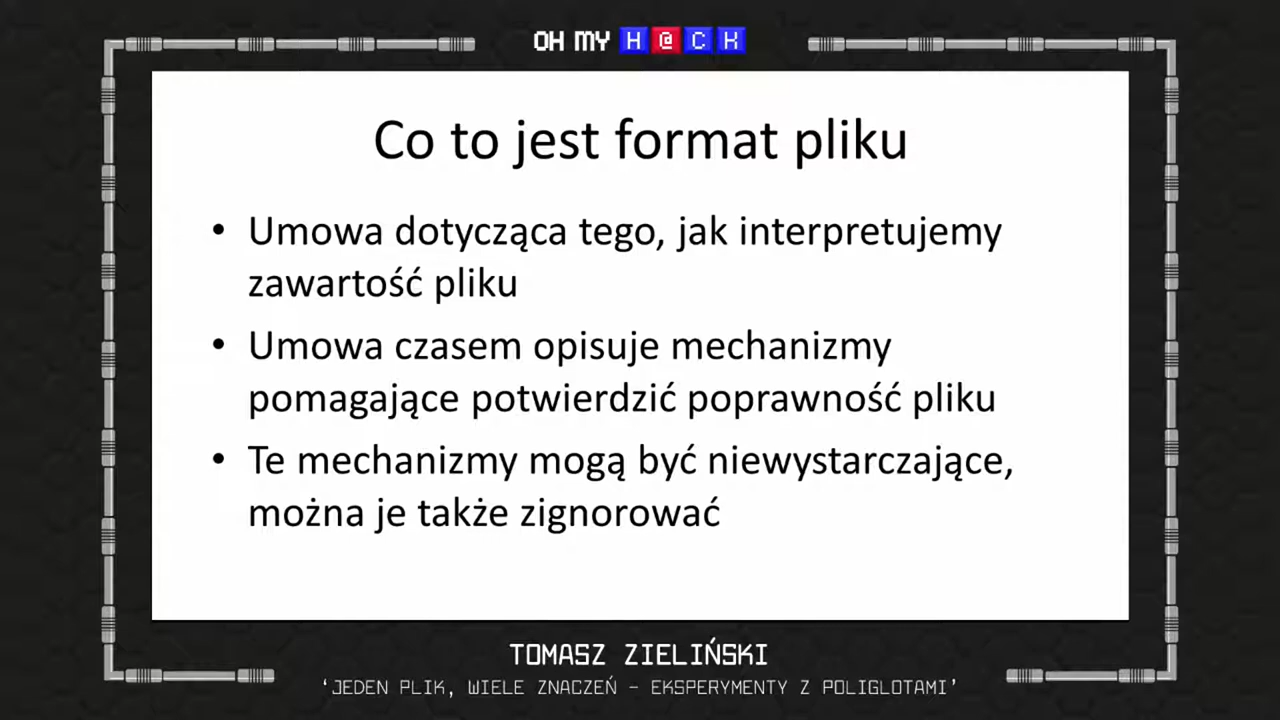 OH MY H@CK
Co to jest format pliku
• Umowa dotycząca tego, jak interpretujemy
zawartość pliku
• Umowa czasem opisuje mechanizmy
pomagające potwierdzić poprawność pliku
• Te mechanizmy mogą być niewystarczające,
można je także zignorować
TOMASZ ZIELIŃSKI
‘JEDEN PLIK, WIELE ZNACZEŃ – EKSPERYMENTY Z POLIGLOTAMI’